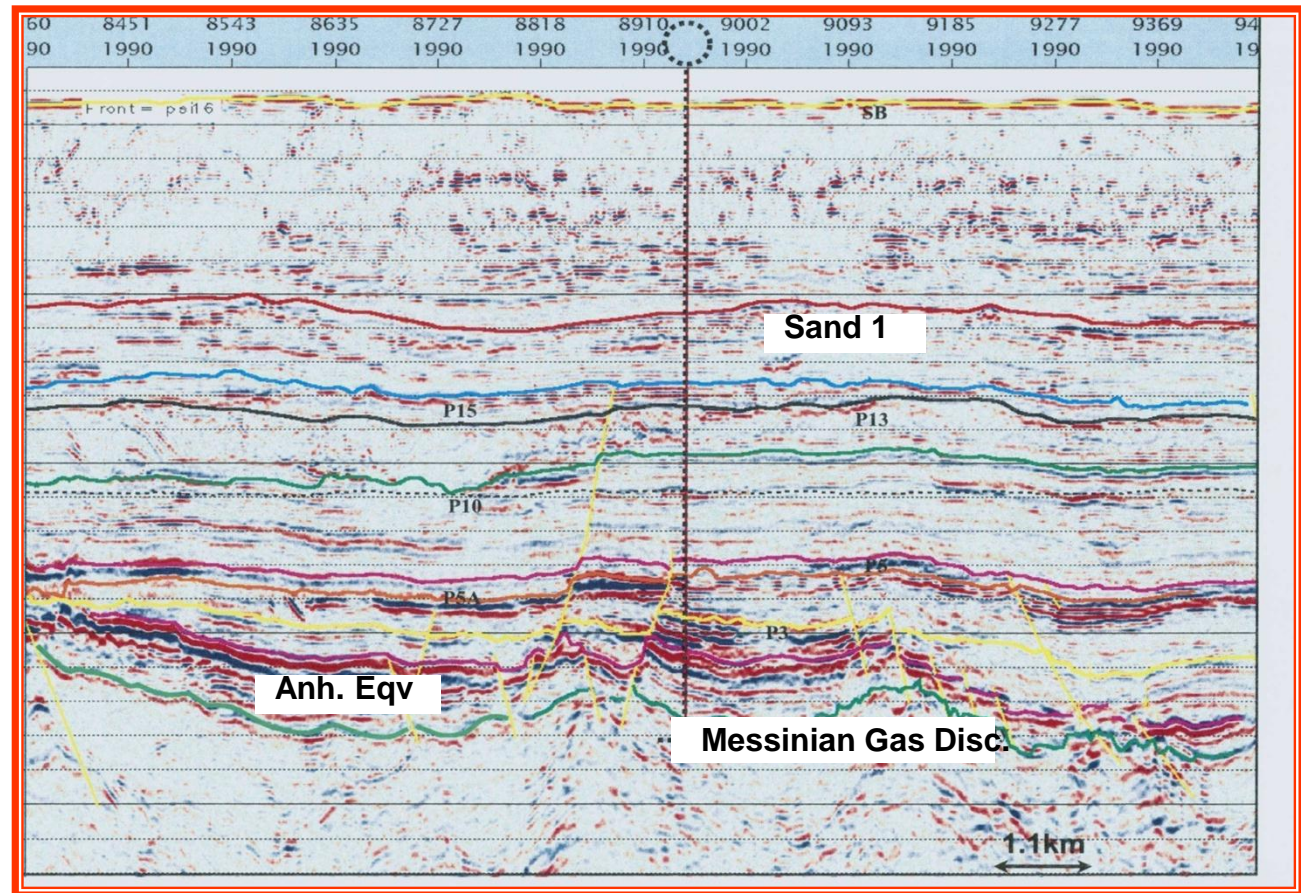 60 8451 8543 8635 8727 8818 8910 9002 9093 9185 9277 9369 94
90 1990 1990 1990 1990 1990 1990 1990 1990 1990 1990 1990 19
Front= psi16
SB
Sand 1
P15
P13
P10
P6
P5A
P3
Anh. Eqv
Messinian Gas Disc.
1.1km